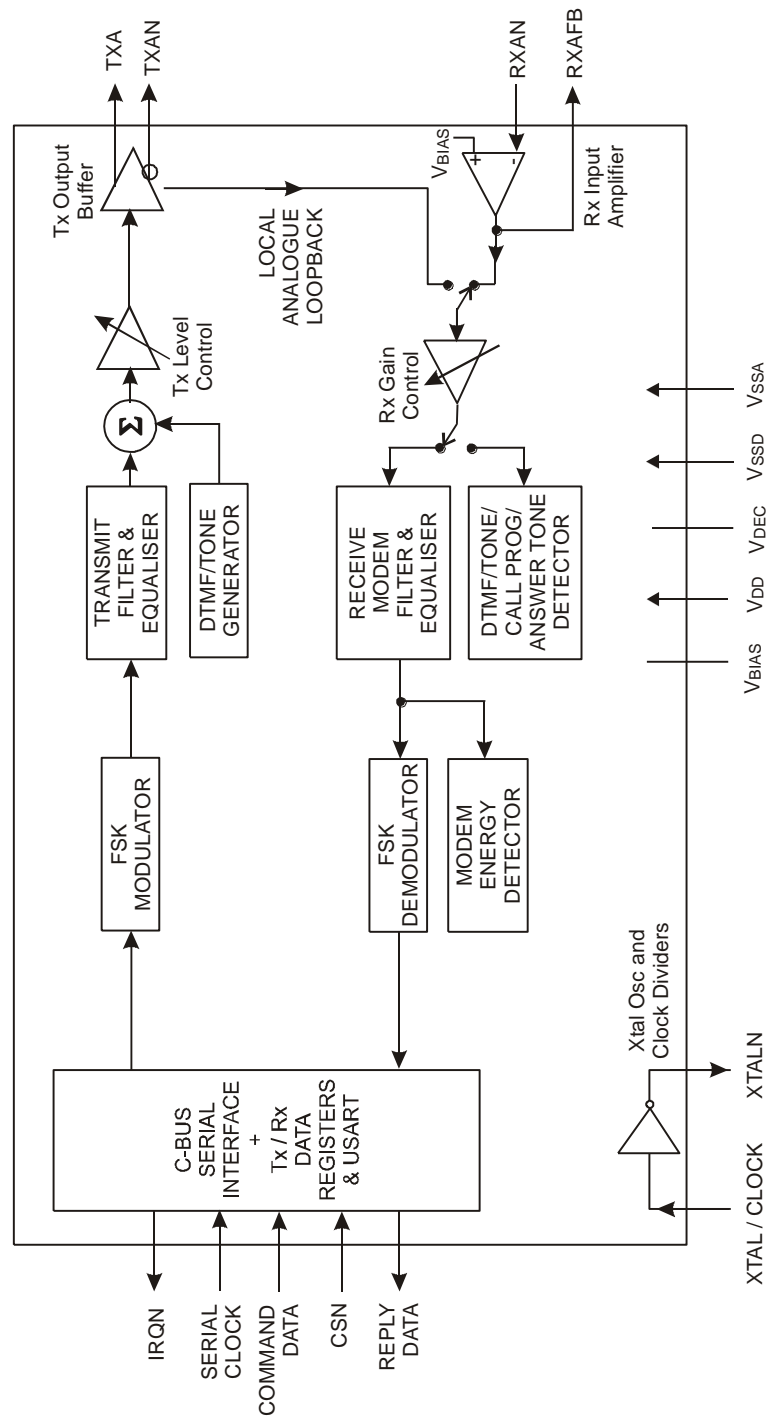 TXA
TXAN
Tx Output
Buffer
Tx Level
Control
Σ
TRANSMIT
FILTER &
EQUALISER
DTMF/TONE
GENERATOR
FSK
MODULATOR
LOCAL
ANALOGUE
LOOPBACK
VBIAS
+
-
RXAN
RXAFB
Rx Input
Amplifier
Rx Gain
Control
RECEIVE
MODEM
FILTER &
EQUALISER
DTMF/TONE/
CALL PROG/
ANSWER TONE
DETECTOR
FSK
DEMODULATOR
MODEM
ENERGY
DETECTOR
C-BUS
SERIAL
INTERFACE
+
Tx / Rx
DATA
REGISTERS
& USART
IRQN
SERIAL
CLOCK
COMMAND
DATA
CSN
REPLY
DATA
Xtal Osc and
Clock Dividers
XTAL / CLOCK
XTALN
VBIAS
VDD
VDEC
VSSD
VSSA